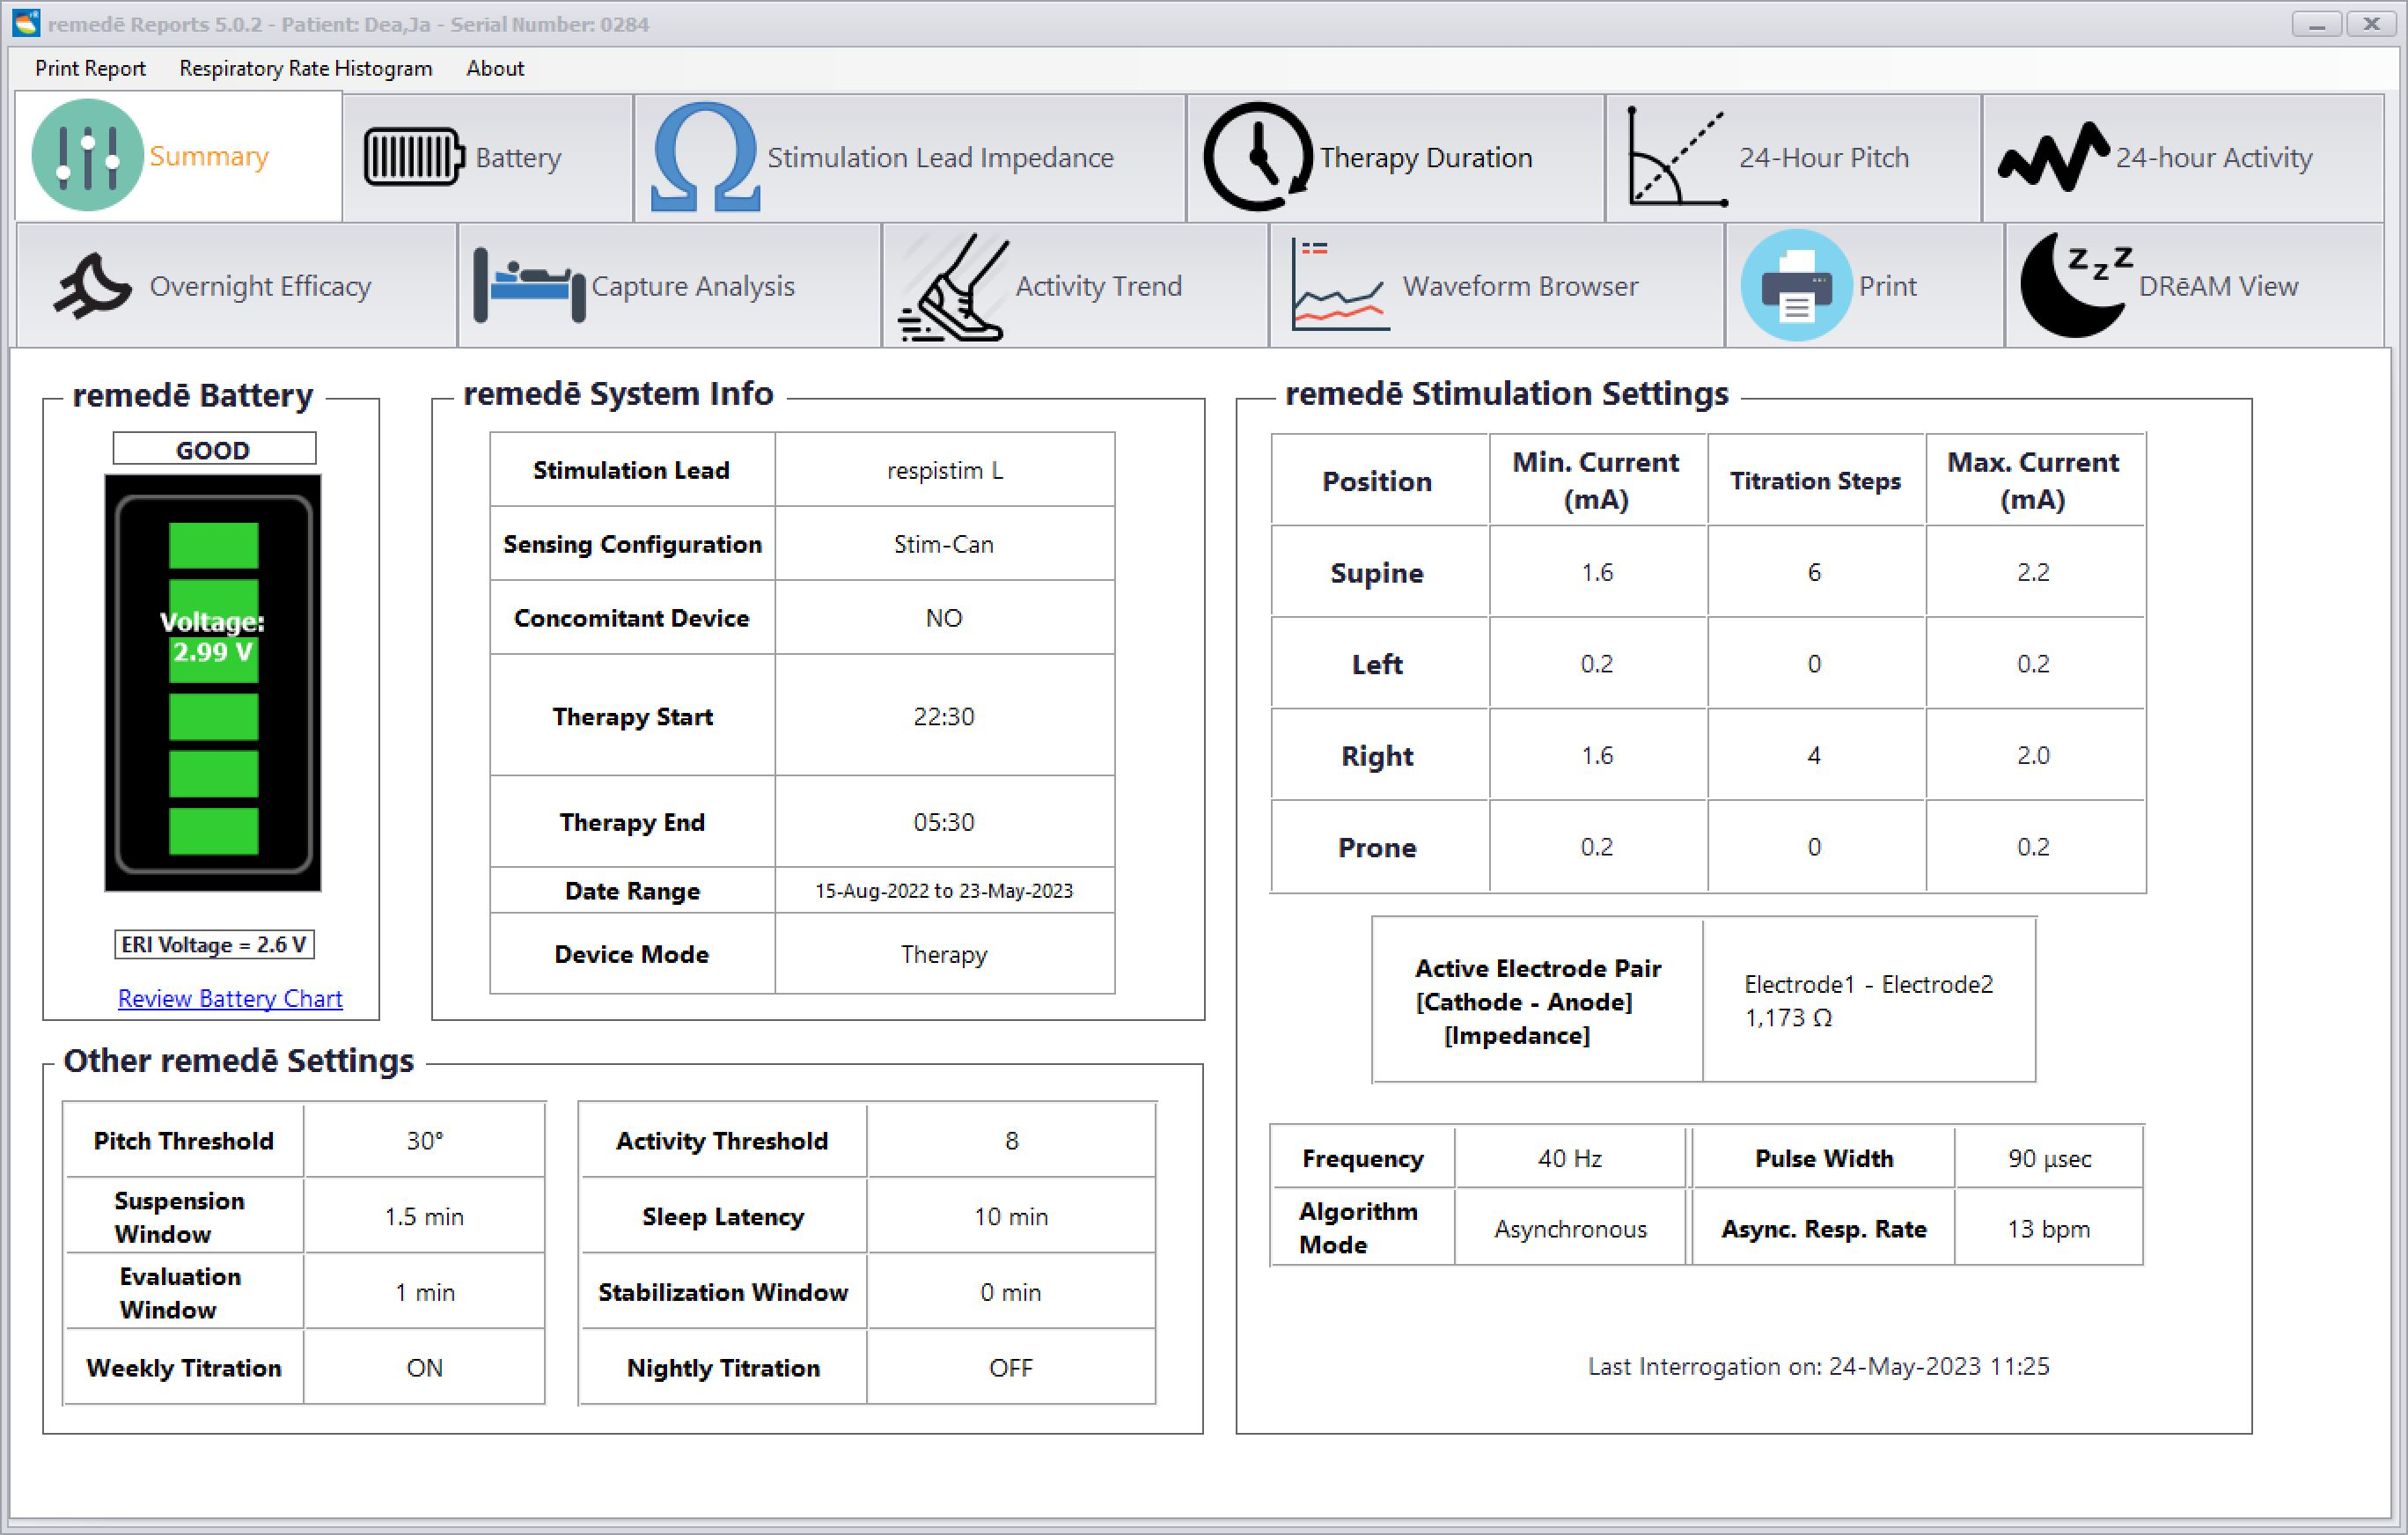 remedē Reports 5.0.2 - Patient: Dea,Ja - Serial Number: 0284
Print Report Respiratory Rate Histogram About
Summary Battery Stimulation Lead Impedance Therapy Duration 24-Hour Pitch 24-hour Activity
Overnight Efficacy Capture Analysis Activity Trend Waveform Browser Print DRēAM View
remedē Battery
GOOD
Voltage:
2.99 V
ERI Voltage = 2.6 V
Review Battery Chart
remedē System Info
Stimulation Lead respistim L
Sensing Configuration Stim-Can
Concomitant Device NO
Therapy Start 22:30
Therapy End 05:30
Date Range 15-Aug-2022 to 23-May-2023
Device Mode Therapy
Other remedē Settings
Pitch Threshold 30° Activity Threshold 8
Suspension
Window 1.5 min Sleep Latency 10 min
Evaluation
Window 1 min Stabilization Window 0 min
Weekly Titration ON Nightly Titration OFF
remedē Stimulation Settings
Position Min. Current
(mA) Titration Steps Max. Current
(mA)
Supine 1.6 6 2.2
Left 0.2 0 0.2
Right 1.6 4 2.0
Prone 0.2 0 0.2
Active Electrode Pair
[Cathode - Anode]
[Impedance]
Electrode1 - Electrode2
1,173 Ω
Frequency 40 Hz Pulse Width 90 µsec
Algorithm
Mode Asynchronous Async. Resp. Rate 13 bpm
Last Interrogation on: 24-May-2023 11:25